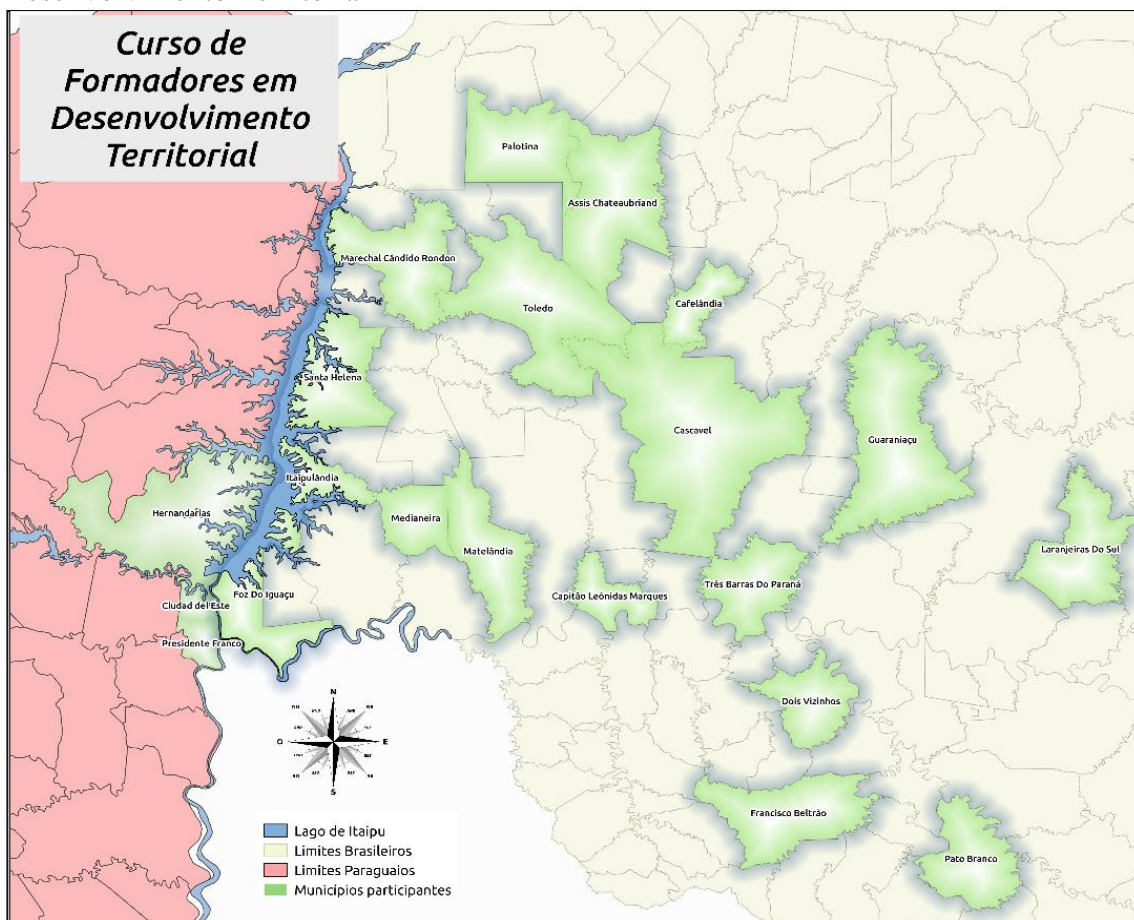 Curso de
Formadores em
Desenvolvimento
Territorial
Palotina
Assis Chateaubriand
Marechal Cândido Rondon
Toledo
Cafelândia
Santa Helena
Cascavel
Guaraniaçu
Itaipulândia
Hernandarias
Medianeira
Matelândia
Laranjeiras Do Sul
Capitão Leônidas Marques
Três Barras Do Paraná
Foz Do Iguaçu
Ciudad del Este
Presidente Franco
Dois Vizinhos
Francisco Beltrão
Pato Branco
N
O
E
S
Lago de Itaipu
Limites Brasileiros
Limites Paraguaios
Municípios participantes